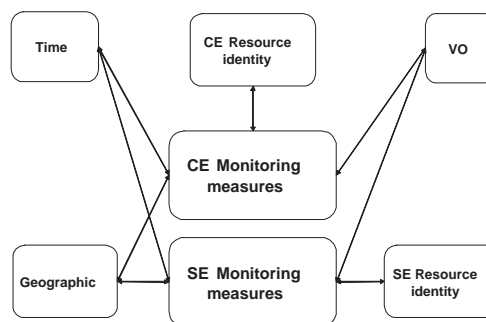 Time
CE Resource
identity
VO
CE Monitoring
measures
Geographic
SE Monitoring
measures
SE Resource
identity